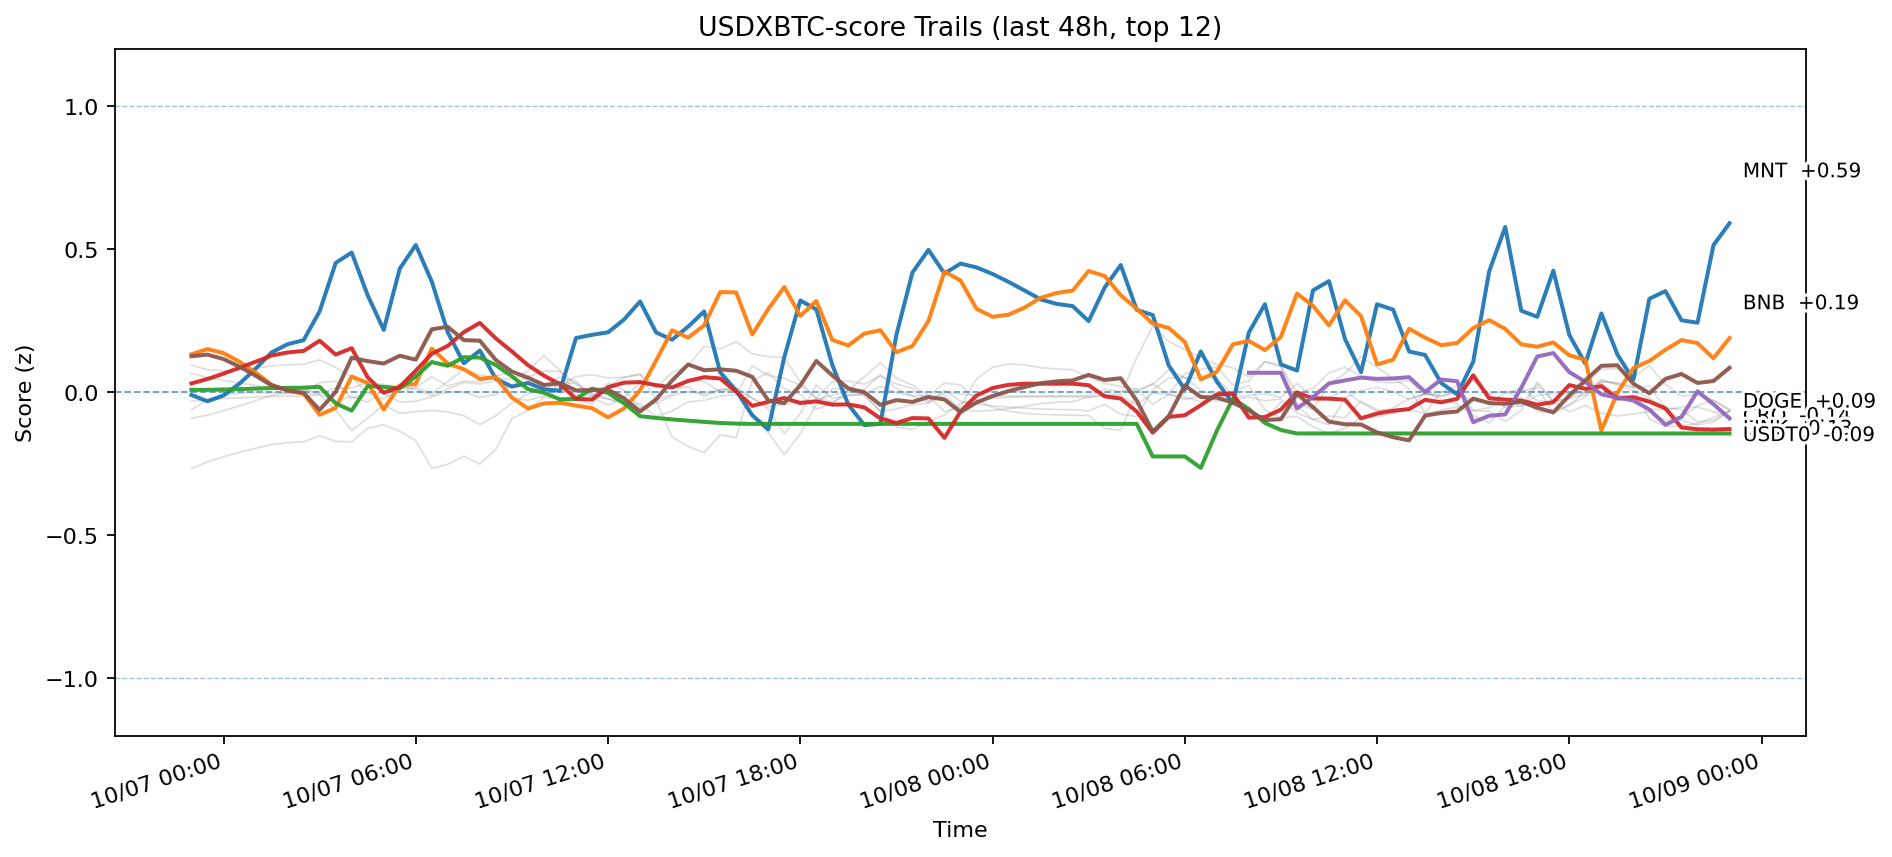 USDXBTC-score Trails (last 48h, top 12)
Score (z)
1.0
0.5
0.0
−0.5
−1.0
MNT +0.59
BNB +0.19
DOGE +0.09
USDT0 -0.09
10/07 00:00
10/07 06:00
10/07 12:00
10/07 18:00
10/08 00:00
10/08 06:00
10/08 12:00
10/08 18:00
10/09 00:00
Time